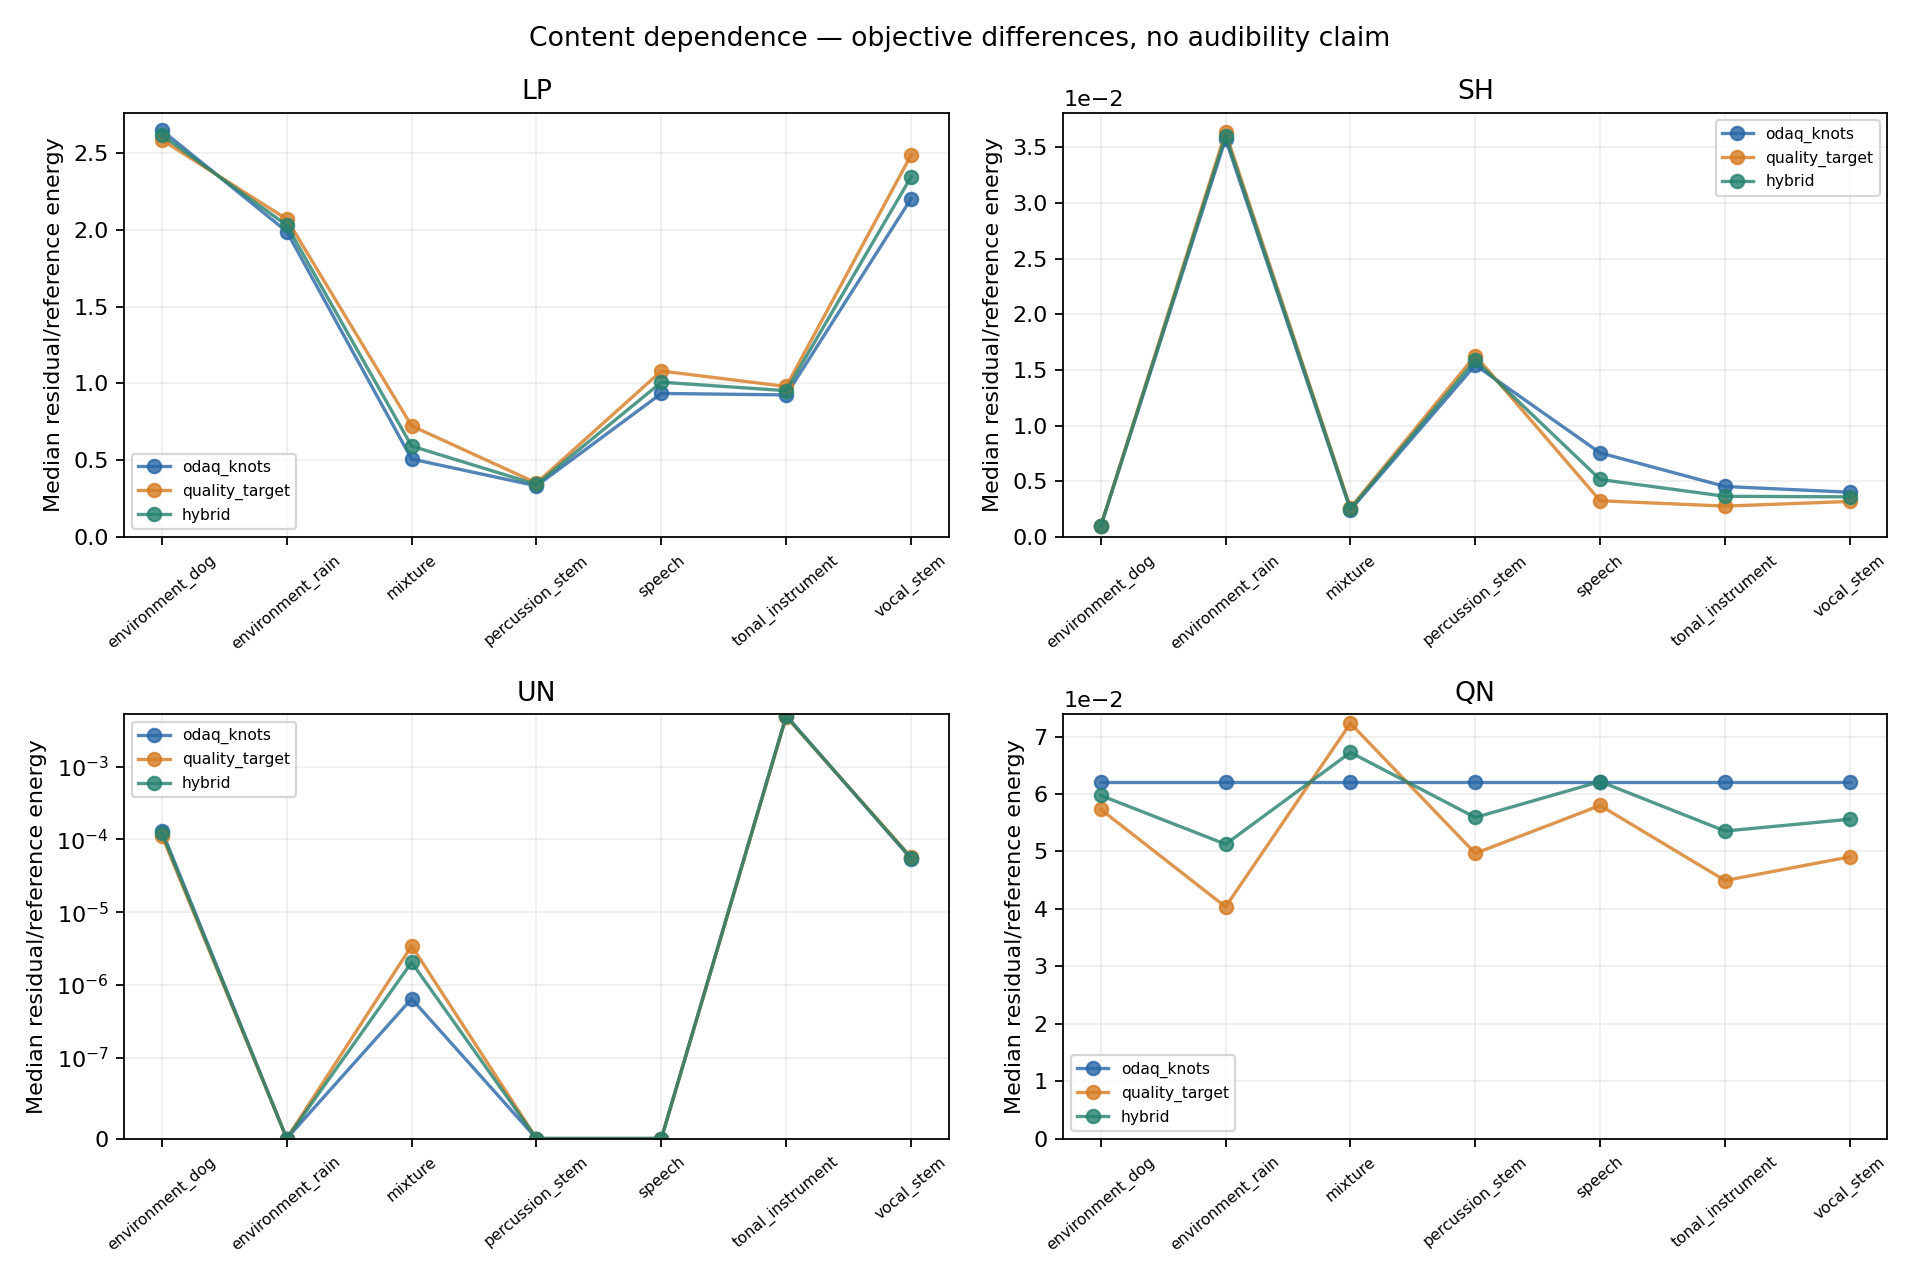 Content dependence — objective differences, no audibility claim
LP
Median residual/reference energy
2.5
2.0
1.5
1.0
0.5
0.0
odaq_knots
quality_target
hybrid
environment_dog
environment_rain
mixture
percussion_stem
speech
tonal_instrument
vocal_stem
SH
1e−2
Median residual/reference energy
3.5
3.0
2.5
2.0
1.5
1.0
0.5
0.0
odaq_knots
quality_target
hybrid
environment_dog
environment_rain
mixture
percussion_stem
speech
tonal_instrument
vocal_stem
UN
Median residual/reference energy
10⁻³
10⁻⁴
10⁻⁵
10⁻⁶
10⁻⁷
0
odaq_knots
quality_target
hybrid
environment_dog
environment_rain
mixture
percussion_stem
speech
tonal_instrument
vocal_stem
QN
1e−2
Median residual/reference energy
7
6
5
4
3
2
1
0
odaq_knots
quality_target
hybrid
environment_dog
environment_rain
mixture
percussion_stem
speech
tonal_instrument
vocal_stem